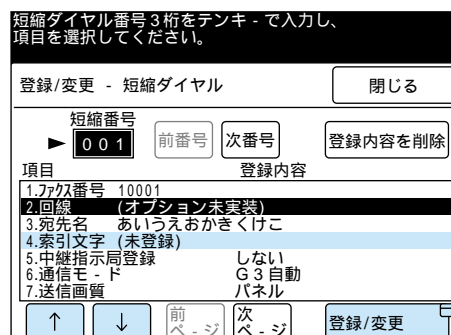 短縮ダイヤル番号3桁をテンキ-で入力し、
項目を選択してください。
登録/変更 - 短縮ダイヤル
閉じる
短縮番号
001
前番号
次番号
登録内容を削除
項目 登録内容
1.ファクス番号 10001
2.回線 (オプション未実装)
3.宛先名 あいうえおかきくけこ
4.索引文字 (未登録)
5.中継指示局登録 しない
6.通信モ-ド G3自動
7.送信画質 パネル
↑
↓
前
ペ-ジ
次
ペ-ジ
登録/変更